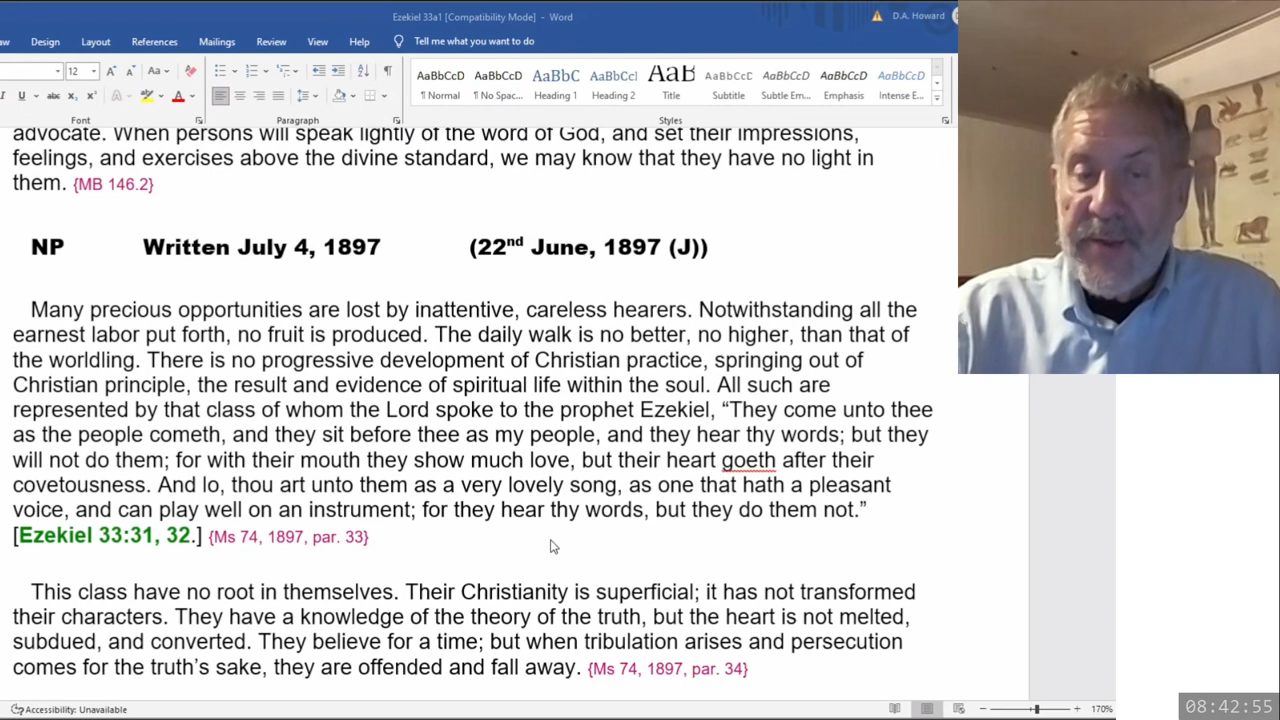 Ezekiel 33a1 [Compatibility Mode] - Word
D.A. Howard
Design Layout References Mailings Review View Help Tell me what you want to do
12 Aa
AaBbCcD AaBbCcD AaBbC AaBbCcl AaB AaBbCcD AaBbCcD AaBbCcD AaBbCcD
¶ Normal ¶ No Spac... Heading 1 Heading 2 Title Subtitle Subtle Em... Emphasis Intense E...
Font Paragraph Styles
advocate. When persons will speak lightly of the word of God, and set their impressions,
feelings, and exercises above the divine standard, we may know that they have no light in
them. {MB 146.2}
NP Written July 4, 1897 (22nd June, 1897 (J))
Many precious opportunities are lost by inattentive, careless hearers. Notwithstanding all the
earnest labor put forth, no fruit is produced. The daily walk is no better, no higher, than that of
the worldling. There is no progressive development of Christian practice, springing out of
Christian principle, the result and evidence of spiritual life within the soul. All such are
represented by that class of whom the Lord spoke to the prophet Ezekiel, “They come unto thee
as the people cometh, and they sit before thee as my people, and they hear thy words; but they
will not do them; for with their mouth they show much love, but their heart goeth after their
covetousness. And lo, thou art unto them as a very lovely song, as one that hath a pleasant
voice, and can play well on an instrument; for they hear thy words, but they do them not.”
[Ezekiel 33:31, 32.] {Ms 74, 1897, par. 33}
This class have no root in themselves. Their Christianity is superficial; it has not transformed
their characters. They have a knowledge of the theory of the truth, but the heart is not melted,
subdued, and converted. They believe for a time; but when tribulation arises and persecution
comes for the truth’s sake, they are offended and fall away. {Ms 74, 1897, par. 34}
Accessibility: Unavailable
170%
08:42:55